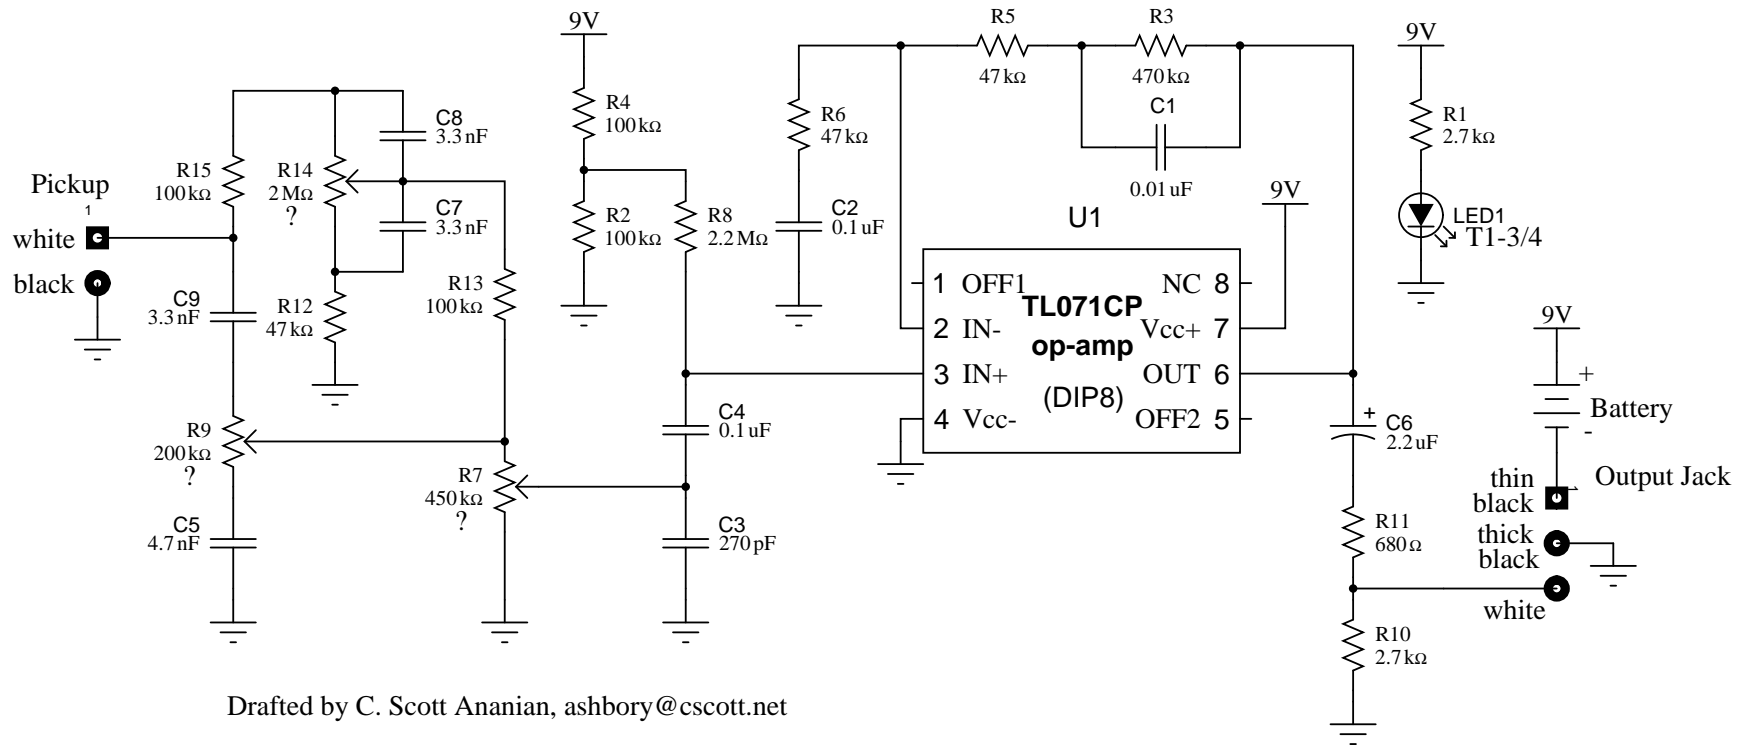 9V
R4
100kΩ
R2
100kΩ
R8
2.2MΩ
R5
47kΩ
R3
470kΩ
C1
0.01uF
R6
47kΩ
C2
0.1uF
9V
R1
2.7kΩ
LED1
T1-3/4
Pickup
1
white
black
R15
100kΩ
R14
2MΩ
?
C8
3.3nF
C7
3.3nF
R13
100kΩ
C9
3.3nF
R12
47kΩ
R9
200kΩ
?
C5
4.7nF
R7
450kΩ
?
C4
0.1uF
C3
270pF
U1
9V
1 OFF1
NC 8
TL071CP
2 IN-
Vcc+ 7
op-amp
3 IN+
OUT 6
(DIP8)
4 Vcc-
OFF2 5
+
C6
2.2uF
R11
680Ω
R10
2.7kΩ
9V
+
Battery
-
Output Jack
1
thin
black
thick
black
white
Drafted by C. Scott Ananian, ashbory@cscott.net